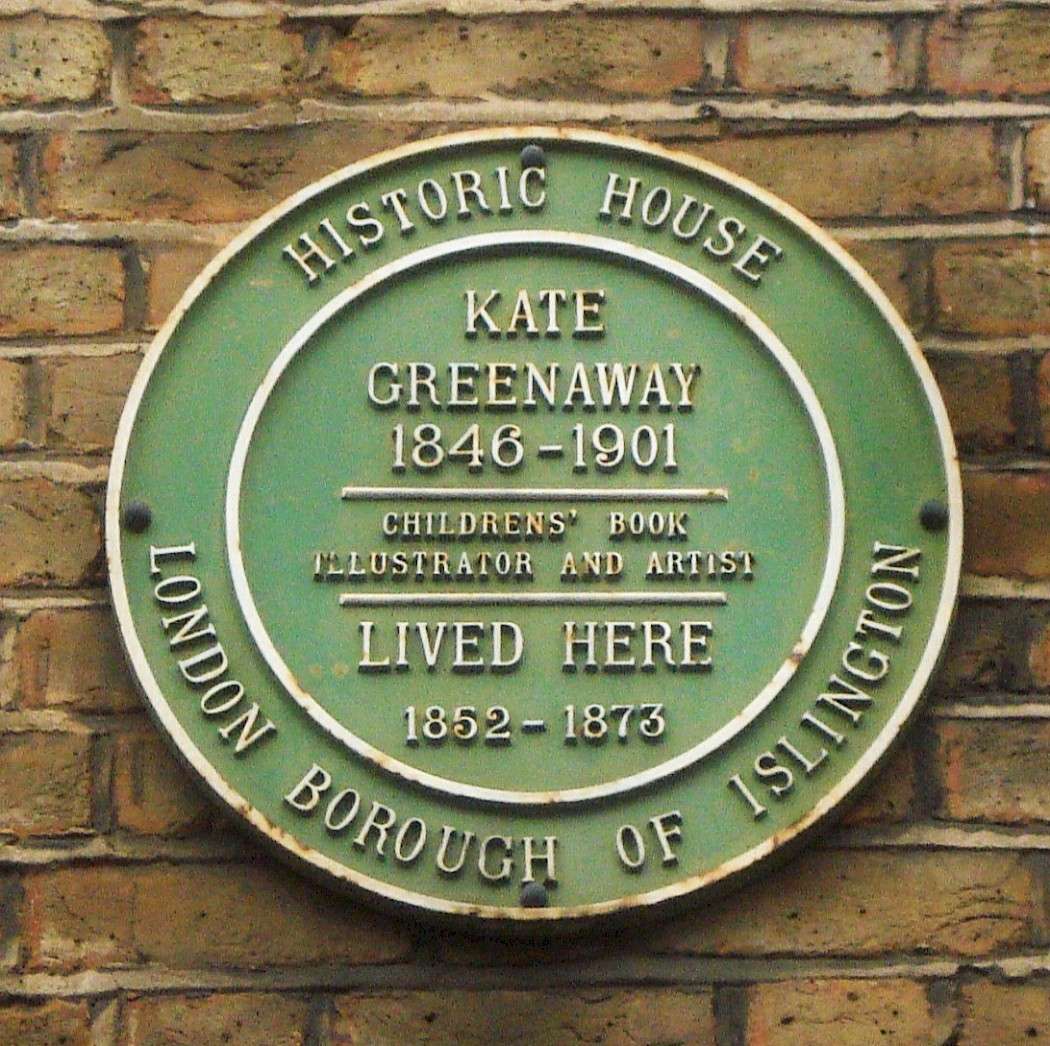 HISTORIC HOUSE
KATE
GREENAWAY
1846-1901
CHILDRENS' BOOK
ILLUSTRATOR AND ARTIST
LIVED HERE
1852-1873
LONDON BOROUGH OF ISLINGTON